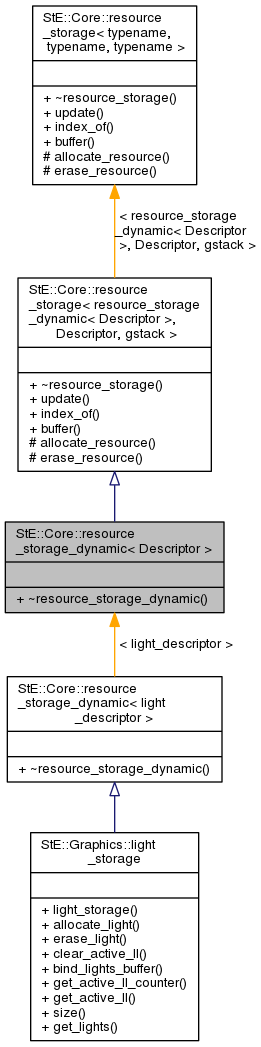 StE::Core::resource
_storage< typename,
typename, typename >
+ ~resource_storage()
+ update()
+ index_of()
+ buffer()
# allocate_resource()
# erase_resource()
< resource_storage
_dynamic< Descriptor
>, Descriptor, gstack >
StE::Core::resource
_storage< resource_storage
_dynamic< Descriptor >,
Descriptor, gstack >
+ ~resource_storage()
+ update()
+ index_of()
+ buffer()
# allocate_resource()
# erase_resource()
StE::Core::resource
_storage_dynamic< Descriptor >
+ ~resource_storage_dynamic()
< light_descriptor >
StE::Core::resource
_storage_dynamic< light
_descriptor >
+ ~resource_storage_dynamic()
StE::Graphics::light
_storage
+ light_storage()
+ allocate_light()
+ erase_light()
+ clear_active_ll()
+ bind_lights_buffer()
+ get_active_ll_counter()
+ get_active_ll()
+ size()
+ get_lights()